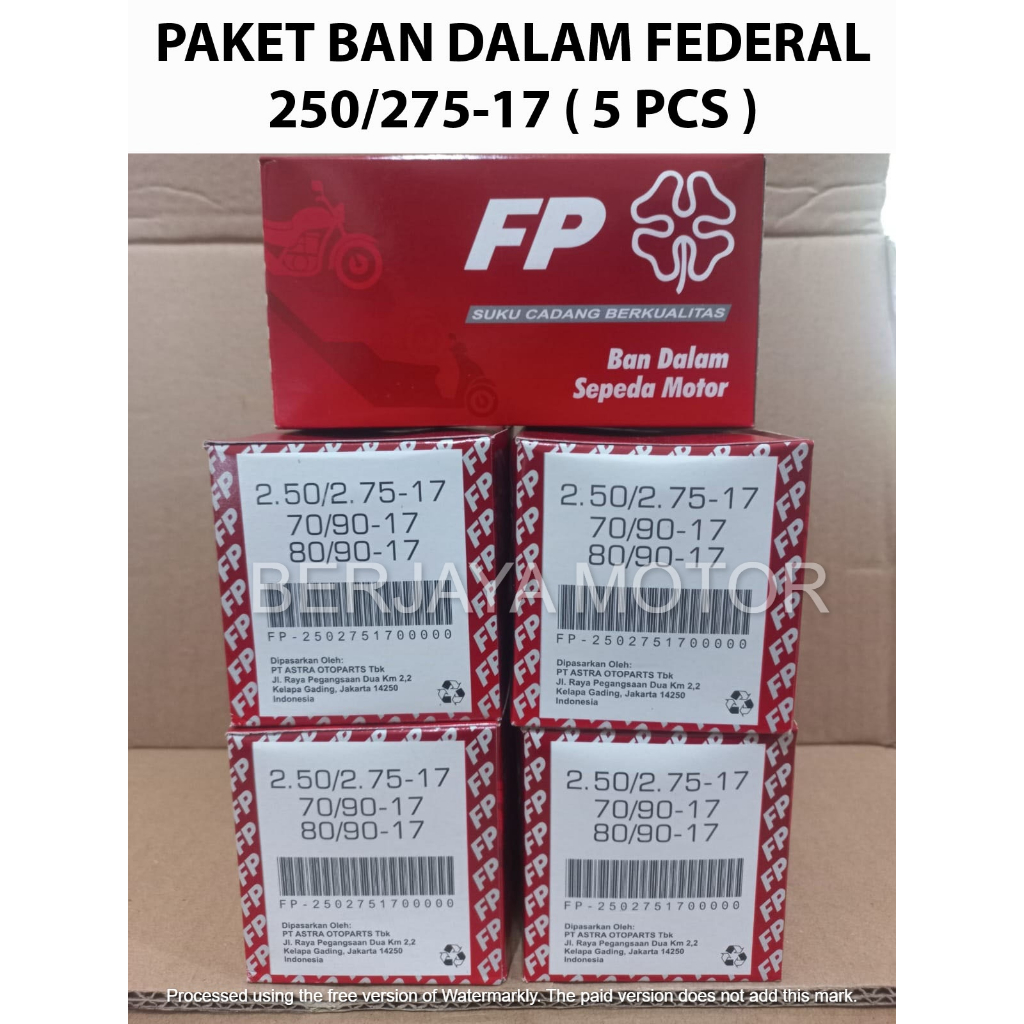 PAKET BAN DALAM FEDERAL
250/275-17 ( 5 PCS )
FP
SUKU CADANG BERKUALITAS
Ban Dalam
Sepeda Motor
2.50/2.75-17
70/90-17
80/90-17
FP-2502751700000
Dipasarkan Oleh:
PT ASTRA OTOPARTS Tbk
Jl. Raya Pegangsaan Dua Km 2,2
Kelapa Gading, Jakarta 14250
Indonesia
2.50/2.75-17
70/90-17
80/90-17
FP-2502751700000
Dipasarkan Oleh:
PT ASTRA OTOPARTS Tbk
Jl. Raya Pegangsaan Dua Km 2,2
Kelapa Gading, Jakarta 14250
Indonesia
BERJAYA MOTOR
2.50/2.75-17
70/90-17
80/90-17
FP-2502751700000
Dipasarkan Oleh:
PT ASTRA OTOPARTS Tbk
Jl. Raya Pegangsaan Dua Km 2,2
Kelapa Gading, Jakarta 14250
Indonesia
2.50/2.75-17
70/90-17
80/90-17
FP-2502751700000
Dipasarkan Oleh:
PT ASTRA OTOPARTS Tbk
Jl. Raya Pegangsaan Dua Km 2,2
Kelapa Gading, Jakarta 14250
Indonesia
Processed using the free version of Watermarkly. The paid version does not add this mark.